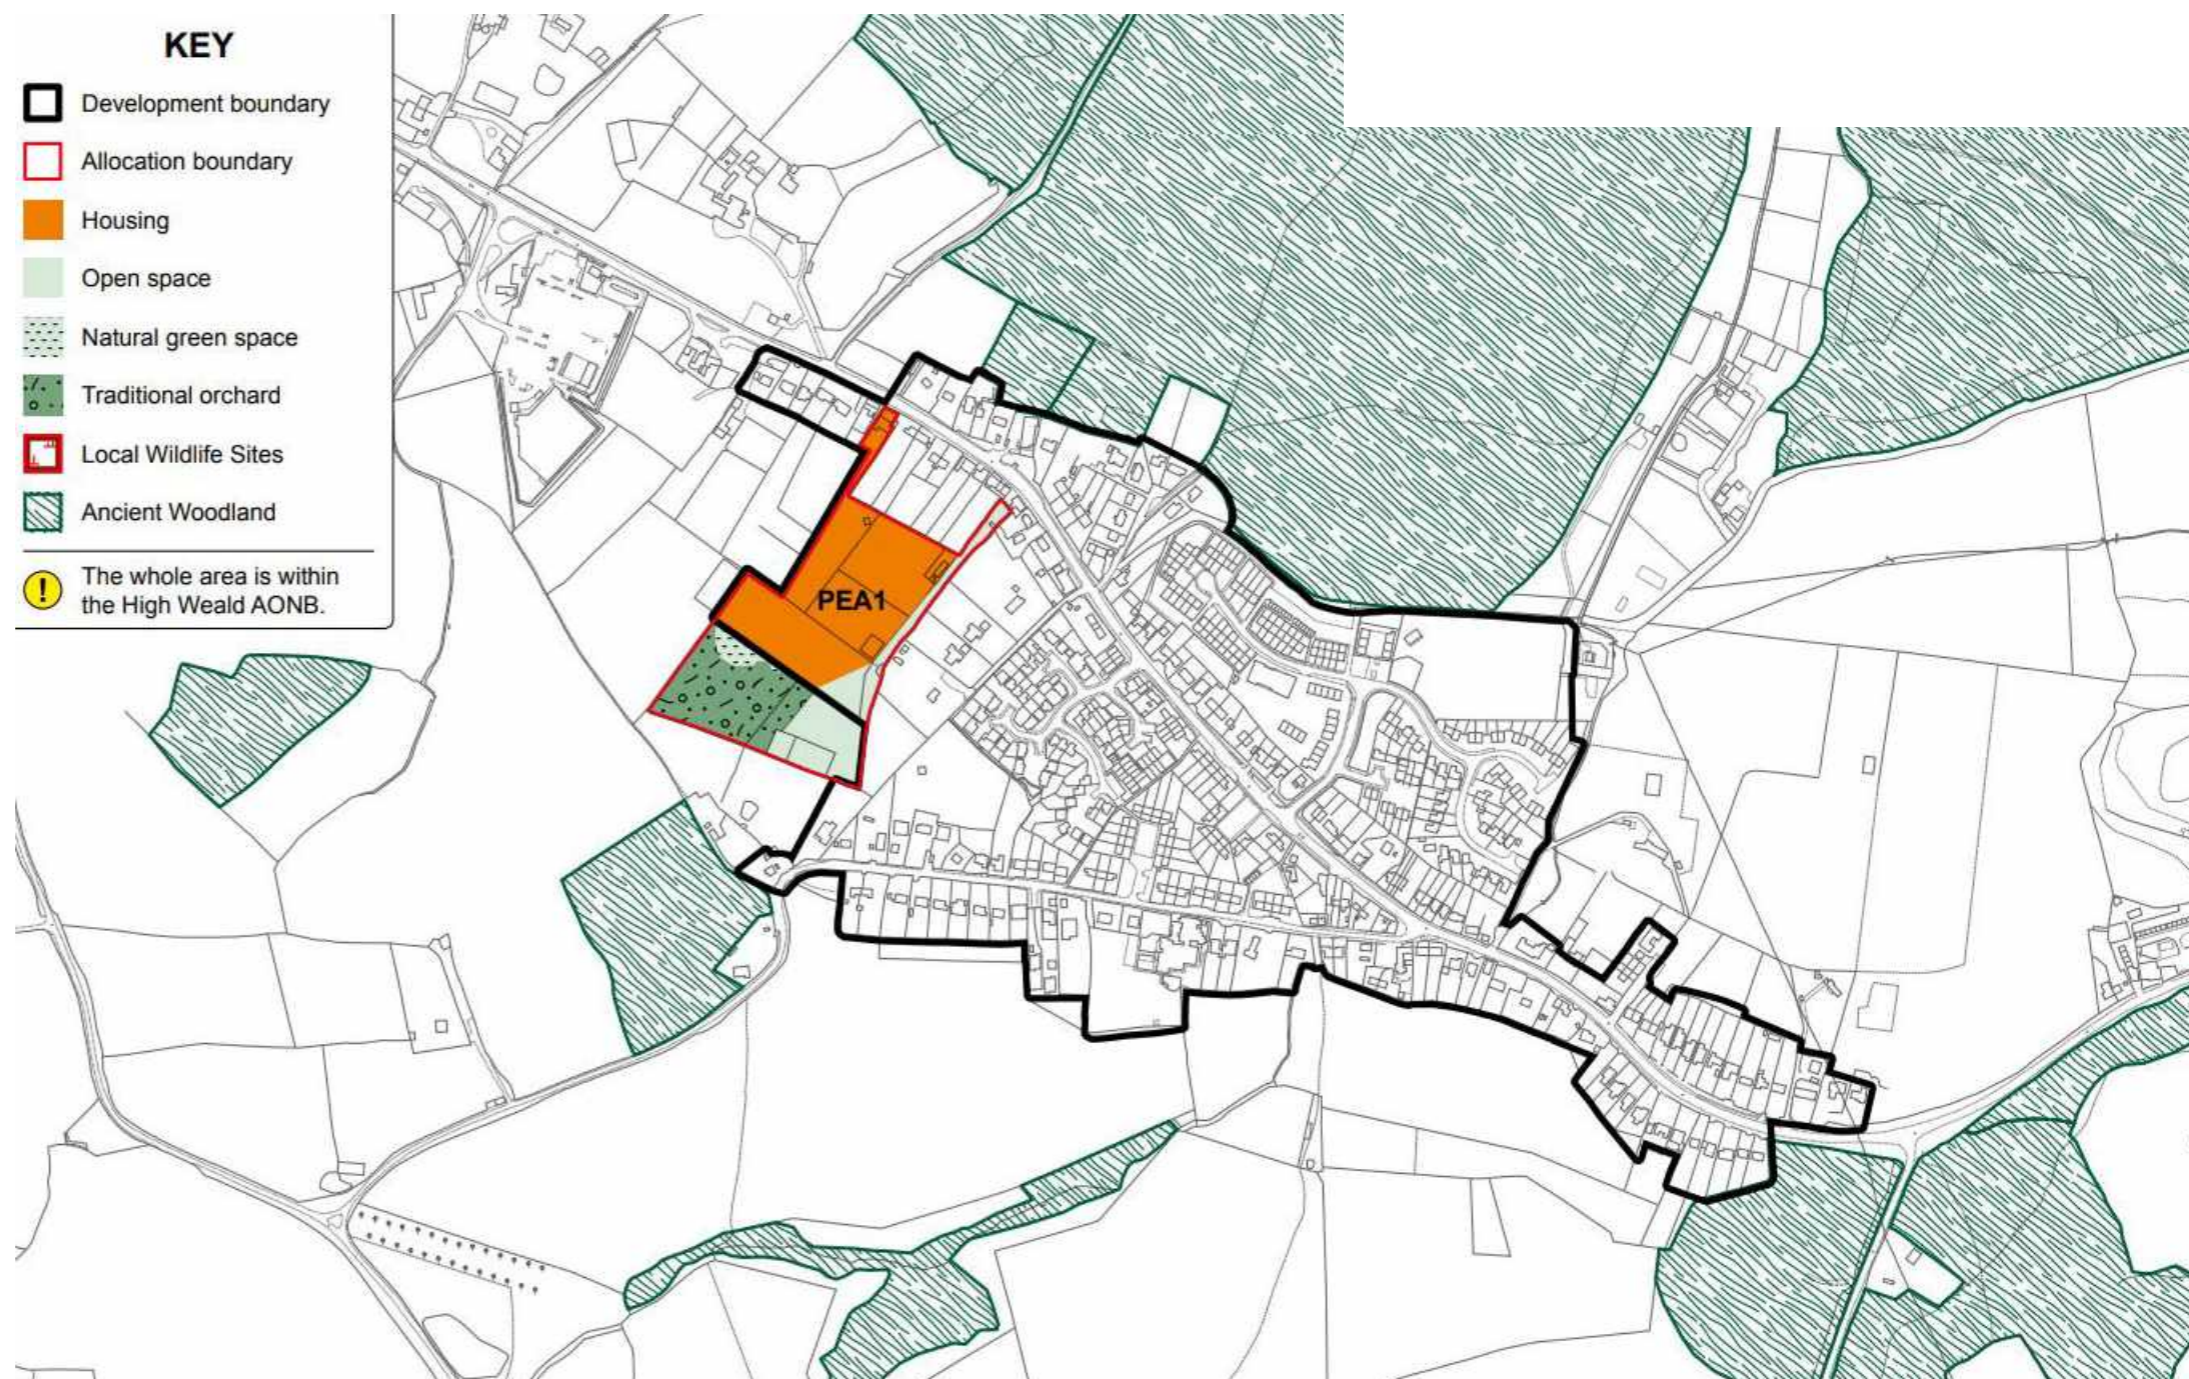 KEY
Development boundary
Allocation boundary
Housing
Open space
Natural green space
Traditional orchard
Local Wildlife Sites
Ancient Woodland
! The whole area is within
the High Weald AONB.
PEA1